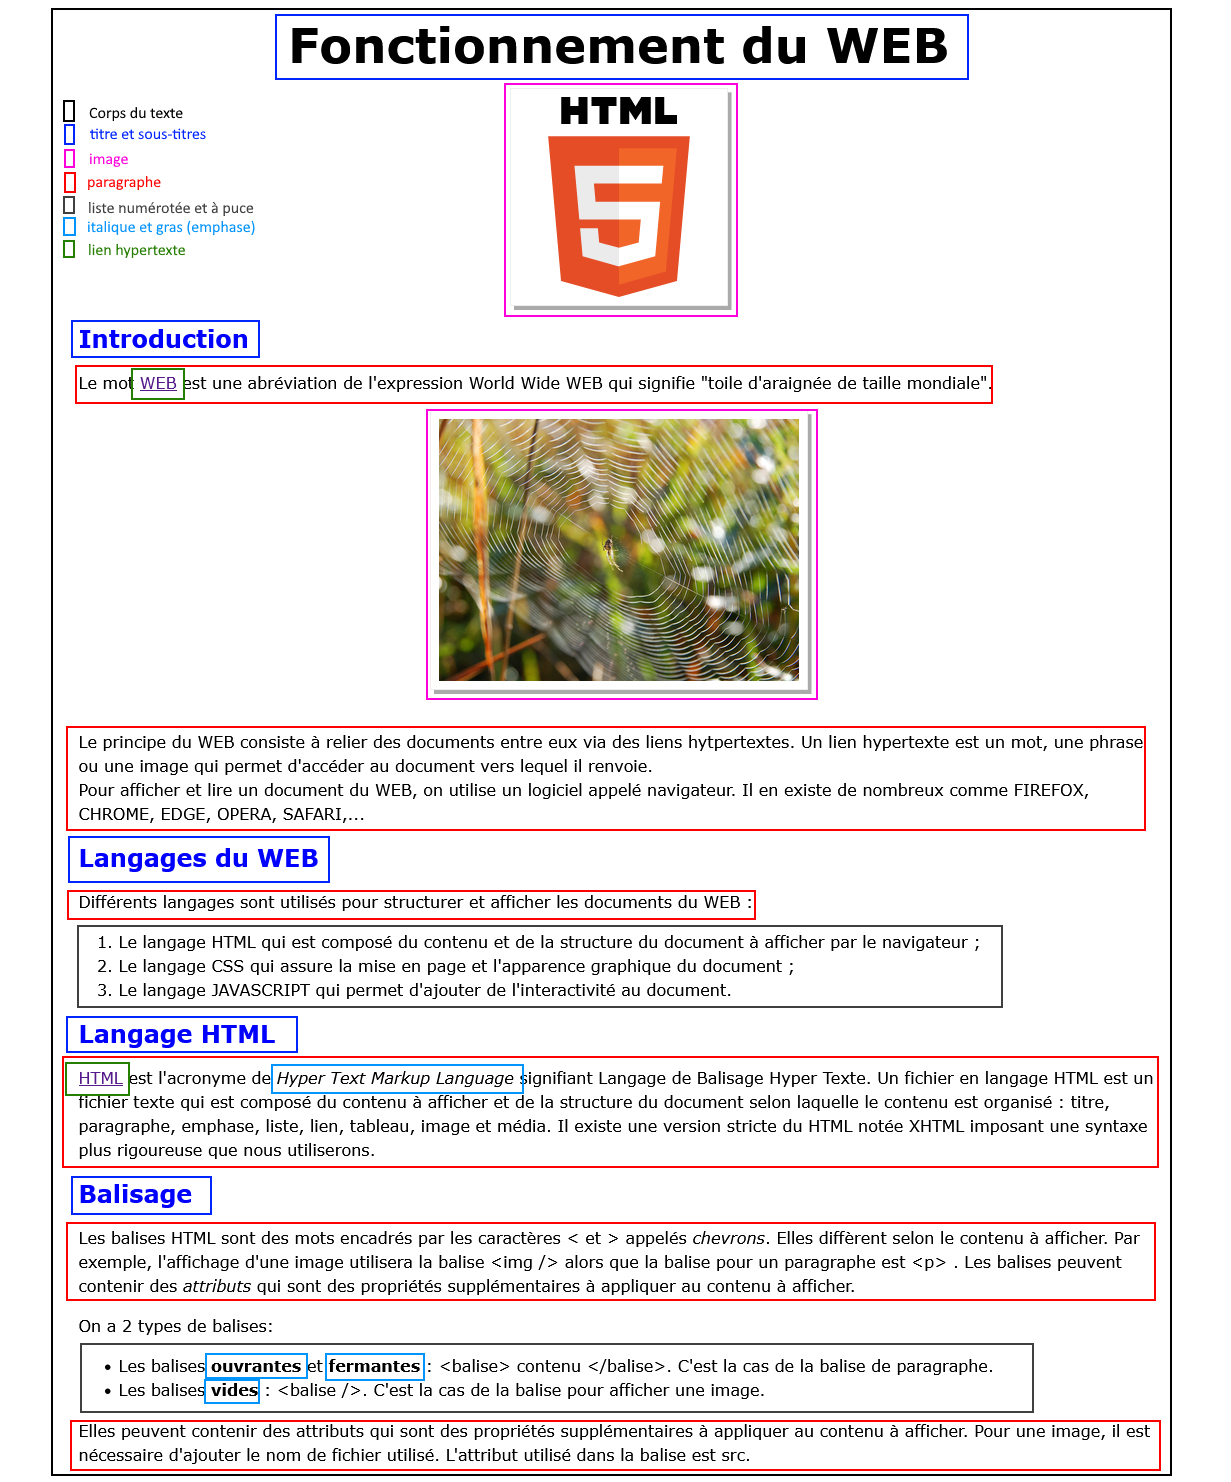 Fonctionnement du WEB
HTML
5
Corps du texte
titre et sous-titres
image
paragraphe
liste numérotée et à puce
italique et gras (emphase)
lien hypertexte
Introduction
Le mot WEB est une abréviation de l'expression World Wide WEB qui signifie "toile d'araignée de taille mondiale".
Le principe du WEB consiste à relier des documents entre eux via des liens hytpertextes. Un lien hypertexte est un mot, une phrase
ou une image qui permet d'accéder au document vers lequel il renvoie.
Pour afficher et lire un document du WEB, on utilise un logiciel appelé navigateur. Il en existe de nombreux comme FIREFOX,
CHROME, EDGE, OPERA, SAFARI,...
Langages du WEB
Différents langages sont utilisés pour structurer et afficher les documents du WEB :
1. Le langage HTML qui est composé du contenu et de la structure du document à afficher par le navigateur ;
2. Le langage CSS qui assure la mise en page et l'apparence graphique du document ;
3. Le langage JAVASCRIPT qui permet d'ajouter de l'interactivité au document.
Langage HTML
HTML est l'acronyme de Hyper Text Markup Language signifiant Langage de Balisage Hyper Texte. Un fichier en langage HTML est un
fichier texte qui est composé du contenu à afficher et de la structure du document selon laquelle le contenu est organisé : titre,
paragraphe, emphase, liste, lien, tableau, image et média. Il existe une version stricte du HTML notée XHTML imposant une syntaxe
plus rigoureuse que nous utiliserons.
Balisage
Les balises HTML sont des mots encadrés par les caractères < et > appelés chevrons. Elles diffèrent selon le contenu à afficher. Par
exemple, l'affichage d'une image utilisera la balise <img /> alors que la balise pour un paragraphe est <p> . Les balises peuvent
contenir des attributs qui sont des propriétés supplémentaires à appliquer au contenu à afficher.
On a 2 types de balises:
• Les balises ouvrantes et fermantes : <balise> contenu </balise>. C'est la cas de la balise de paragraphe.
• Les balises vides : <balise />. C'est la cas de la balise pour afficher une image.
Elles peuvent contenir des attributs qui sont des propriétés supplémentaires à appliquer au contenu à afficher. Pour une image, il est
nécessaire d'ajouter le nom de fichier utilisé. L'attribut utilisé dans la balise est src.